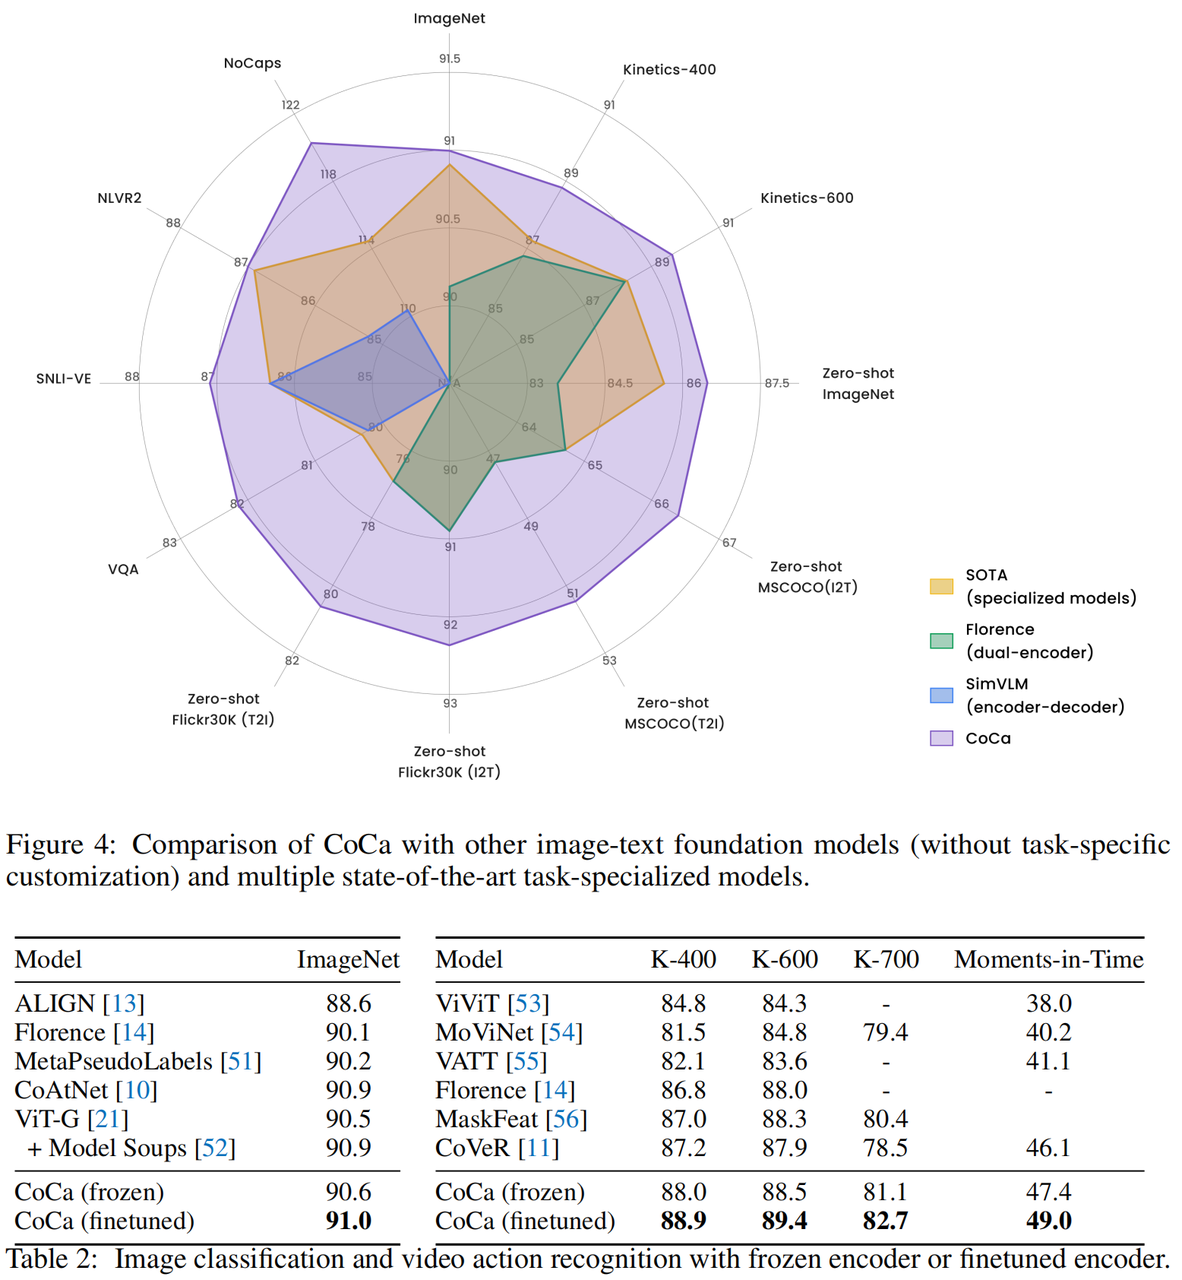 ImageNet
91.5
91
90.5
90
Kinetics-400
91
89
87
85
Kinetics-600
91
89
87
85
Zero-shot
ImageNet
87.5
86
84.5
83
Zero-shot
MSCOCO(I2T)
67
66
65
64
Zero-shot
MSCOCO(T2I)
53
51
49
47
Zero-shot
Flickr30K (I2T)
93
92
91
90
Zero-shot
Flickr30K (T2I)
82
80
78
76
VQA
83
82
81
80
SNLI-VE
88
87
86
85
NLVR2
88
87
86
85
NoCaps
122
118
114
110
N/A
SOTA
(specialized models)
Florence
(dual-encoder)
SimVLM
(encoder-decoder)
CoCa
Figure 4: Comparison of CoCa with other image-text foundation models (without task-specific
customization) and multiple state-of-the-art task-specialized models.
Model ImageNet
ALIGN [13] 88.6
Florence [14] 90.1
MetaPseudoLabels [51] 90.2
CoAtNet [10] 90.9
ViT-G [21] 90.5
+ Model Soups [52] 90.9
CoCa (frozen) 90.6
CoCa (finetuned) 91.0
Model K-400 K-600 K-700 Moments-in-Time
ViViT [53] 84.8 84.3 - 38.0
MoViNet [54] 81.5 84.8 79.4 40.2
VATT [55] 82.1 83.6 - 41.1
Florence [14] 86.8 88.0 - -
MaskFeat [56] 87.0 88.3 80.4
CoVeR [11] 87.2 87.9 78.5 46.1
CoCa (frozen) 88.0 88.5 81.1 47.4
CoCa (finetuned) 88.9 89.4 82.7 49.0
Table 2: Image classification and video action recognition with frozen encoder or finetuned encoder.